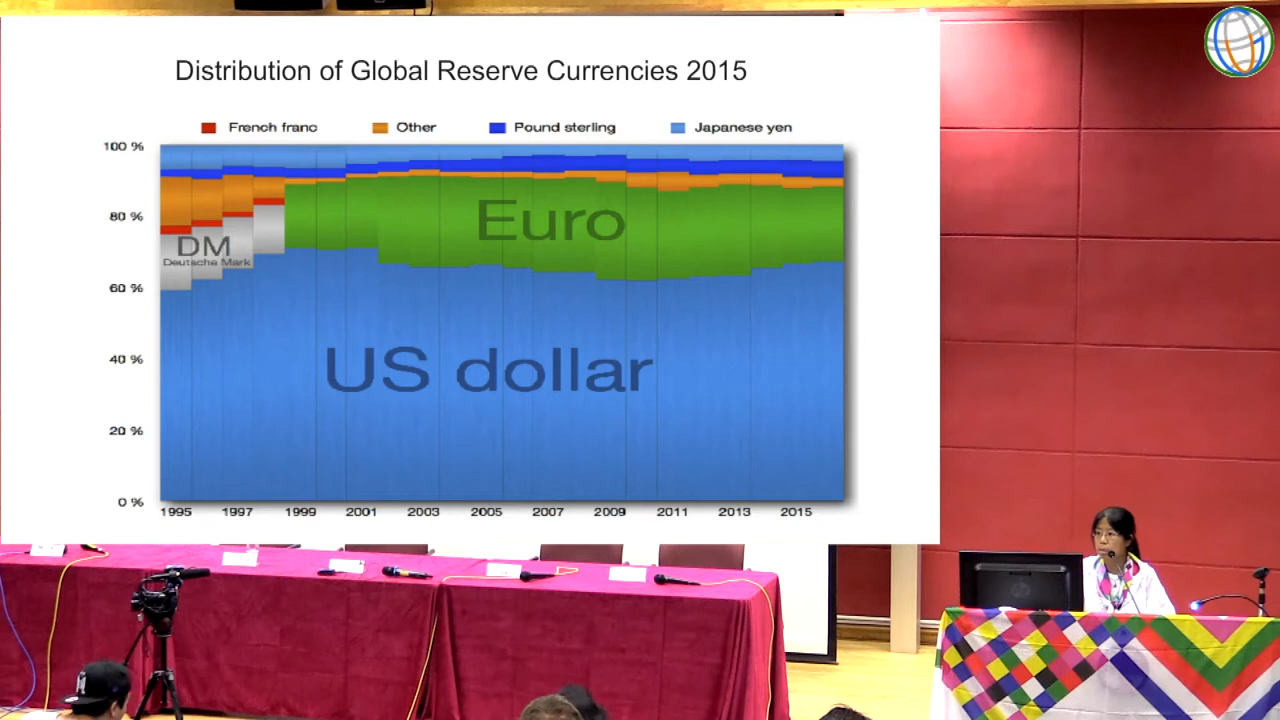 Distribution of Global Reserve Currencies 2015
French franc Other Pound sterling Japanese yen
100 %
80 %
60 %
40 %
20 %
0 %
Euro
DM
Deutsche Mark
US dollar
1995 1997 1999 2001 2003 2005 2007 2009 2011 2013 2015